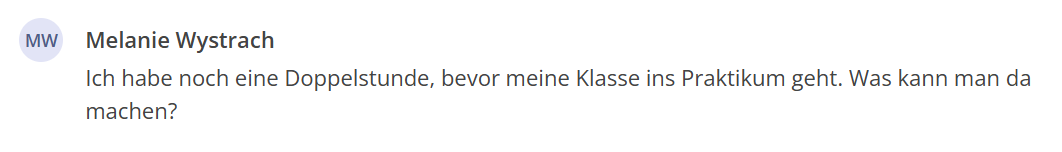 MW
Melanie Wystrach
Ich habe noch eine Doppelstunde, bevor meine Klasse ins Praktikum geht. Was kann man da
machen?